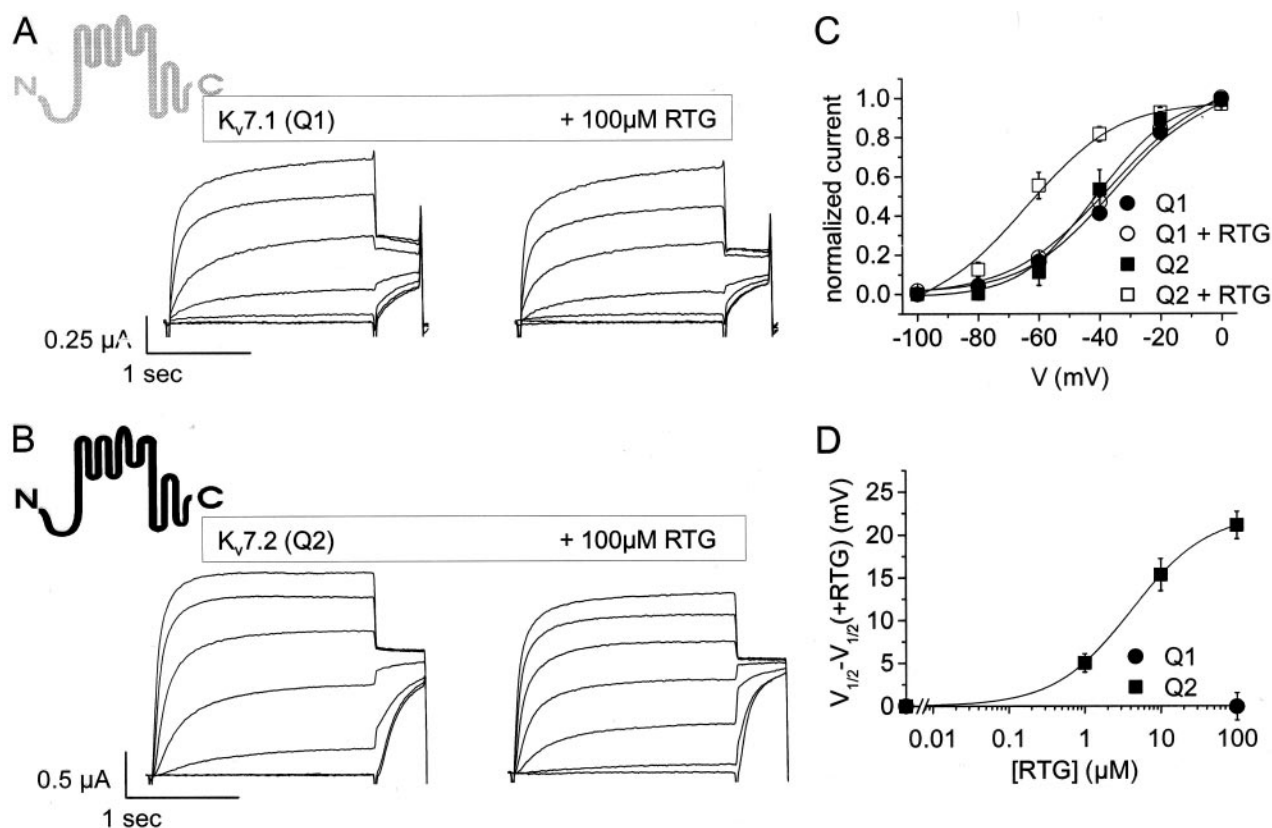 A
N
C
Kv7.1 (Q1) + 100µM RTG
0.25 µA
1 sec
B
N
C
Kv7.2 (Q2) + 100µM RTG
0.5 µA
1 sec
C
normalized current
1.0
0.8
0.6
0.4
0.2
0.0
-100 -80 -60 -40 -20 0
V (mV)
Q1
Q1 + RTG
Q2
Q2 + RTG
D
V1/2-V1/2(+RTG) (mV)
25
20
15
10
5
0
0.01 0.1 1 10 100
[RTG] (µM)
Q1
Q2